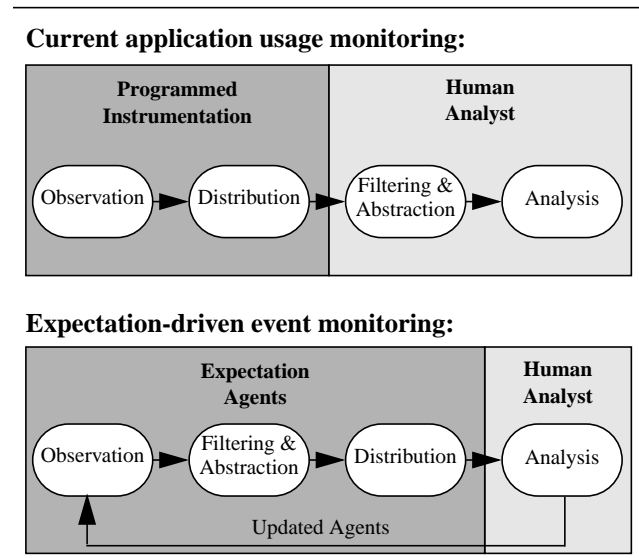 Current application usage monitoring:
Programmed
Instrumentation
Human
Analyst
Observation
Distribution
Filtering &
Abstraction
Analysis
Expectation-driven event monitoring:
Expectation
Agents
Human
Analyst
Observation
Filtering &
Abstraction
Distribution
Analysis
Updated Agents